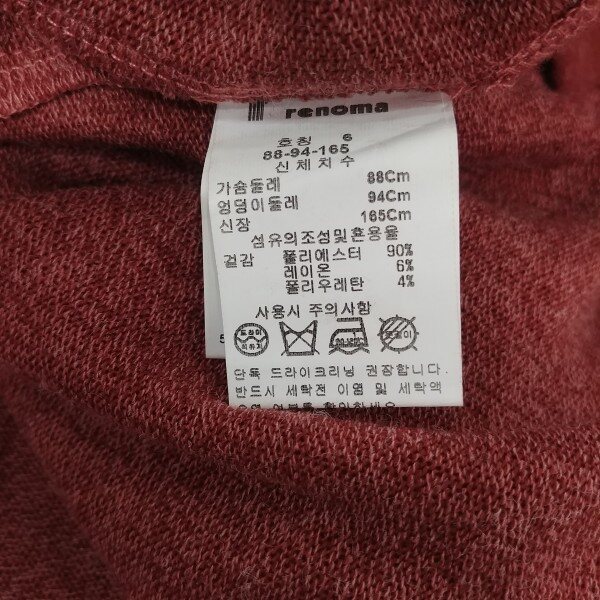 renoma
호칭 6
88-94-165
신체치수
가슴둘레 88Cm
엉덩이둘레 94Cm
신장 165Cm
섬유의조성및혼용율
겉감 폴리에스터 90%
레이온 6%
폴리우레탄 4%
사용시 주의사항
드라이
단독 드라이크리닝 권장합니다.
반드시 세탁전 이염 및 세탁액